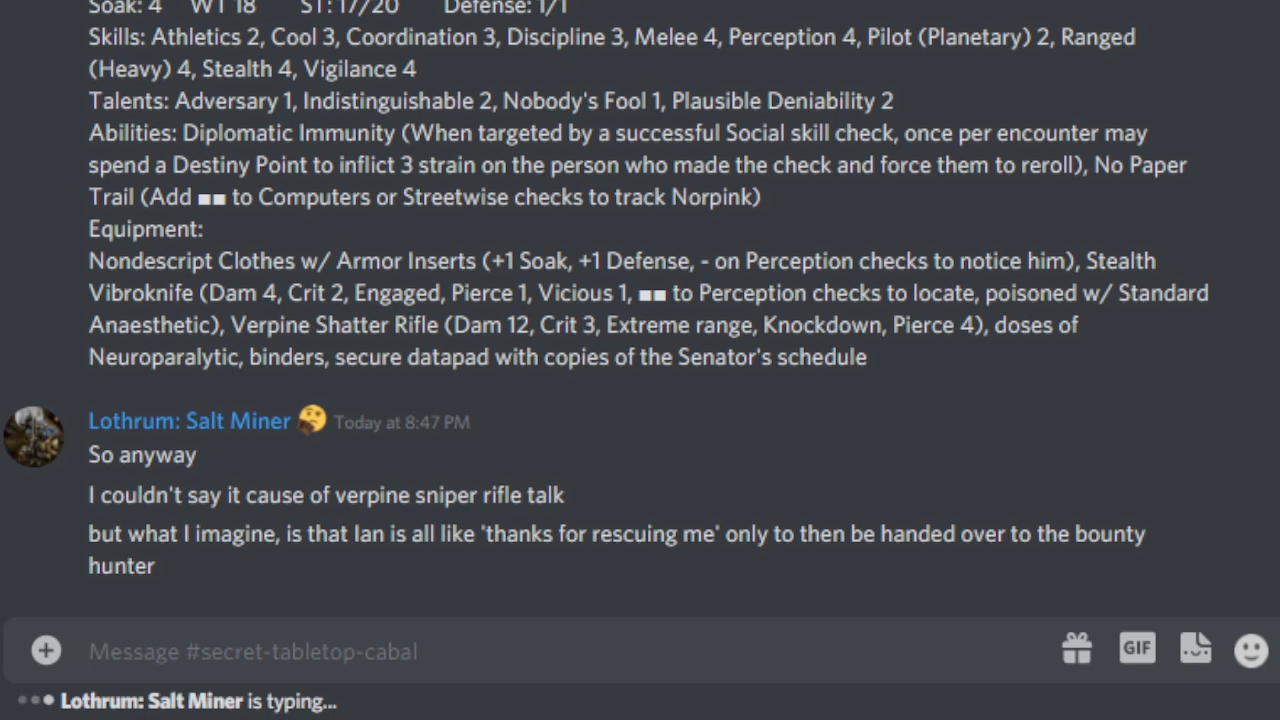 Soak: 4 WT 18 ST: 17/20 Defense: 1/1
Skills: Athletics 2, Cool 3, Coordination 3, Discipline 3, Melee 4, Perception 4, Pilot (Planetary) 2, Ranged
(Heavy) 4, Stealth 4, Vigilance 4
Talents: Adversary 1, Indistinguishable 2, Nobody's Fool 1, Plausible Deniability 2
Abilities: Diplomatic Immunity (When targeted by a successful Social skill check, once per encounter may
spend a Destiny Point to inflict 3 strain on the person who made the check and force them to reroll), No Paper
Trail (Add ■■ to Computers or Streetwise checks to track Norpink)
Equipment:
Nondescript Clothes w/ Armor Inserts (+1 Soak, +1 Defense, - on Perception checks to notice him), Stealth
Vibroknife (Dam 4, Crit 2, Engaged, Pierce 1, Vicious 1, ■■ to Perception checks to locate, poisoned w/ Standard
Anaesthetic), Verpine Shatter Rifle (Dam 12, Crit 3, Extreme range, Knockdown, Pierce 4), doses of
Neuroparalytic, binders, secure datapad with copies of the Senator's schedule
Lothrum: Salt Miner 🤔 Today at 8:47 PM
So anyway
I couldn't say it cause of verpine sniper rifle talk
but what I imagine, is that Ian is all like 'thanks for rescuing me' only to then be handed over to the bounty
hunter
Message #secret-tabletop-cabal
GIF
Lothrum: Salt Miner is typing...